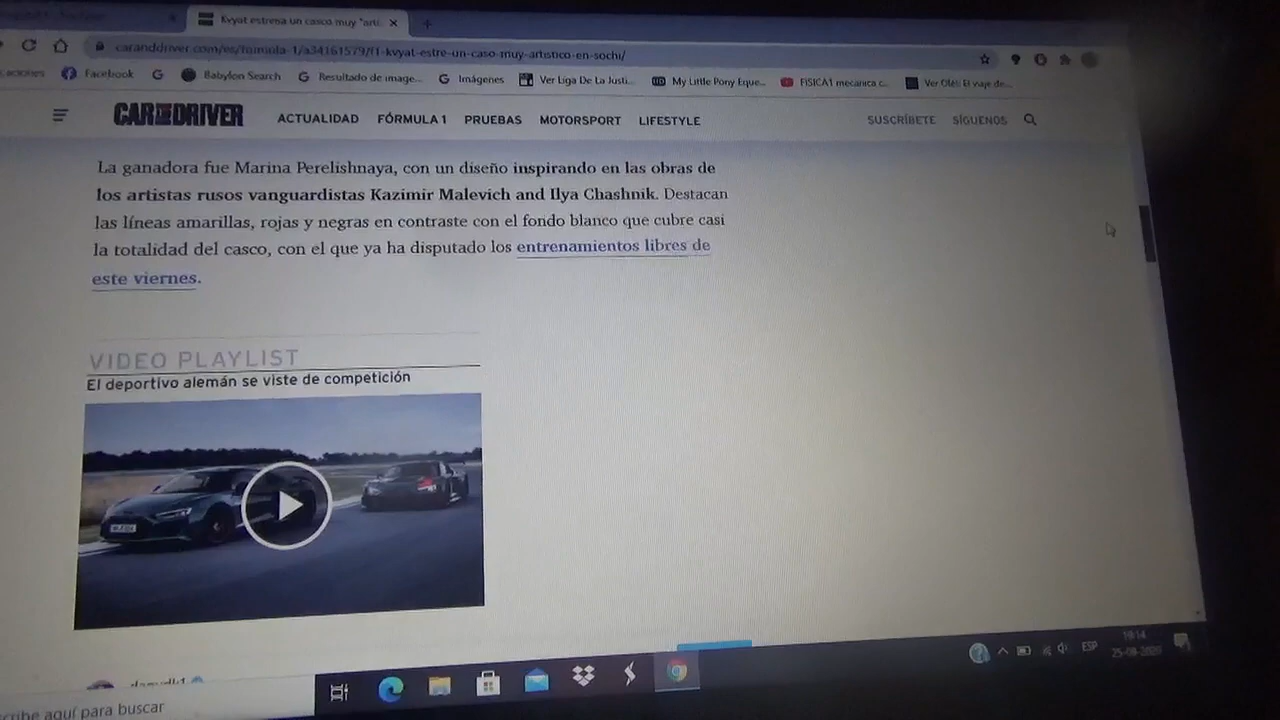 Kvyat estrena un casco muy "arti
caranddriver.com/es/formula-1/a34161579/f1-kvyat-estre-un-caso-muy-artistico-en-sochi/
Facebook
Babylon Search
Resultado de image...
Imágenes
Ver Liga De La Justi...
My Little Pony Eque...
FISICA1 mecanica c...
Ver Olé! El viaje de...
CAR AND DRIVER
ACTUALIDAD
FÓRMULA 1
PRUEBAS
MOTORSPORT
LIFESTYLE
SUSCRÍBETE
SÍGUENOS
La ganadora fue Marina Perelishnaya, con un diseño inspirando en las obras de
los artistas rusos vanguardistas Kazimir Malevich and Ilya Chashnik. Destacan
las líneas amarillas, rojas y negras en contraste con el fondo blanco que cubre casi
la totalidad del casco, con el que ya ha disputado los entrenamientos libres de
este viernes.
VIDEO PLAYLIST
El deportivo alemán se viste de competición
aquí para buscar
ESP
19:14
25-09-2020